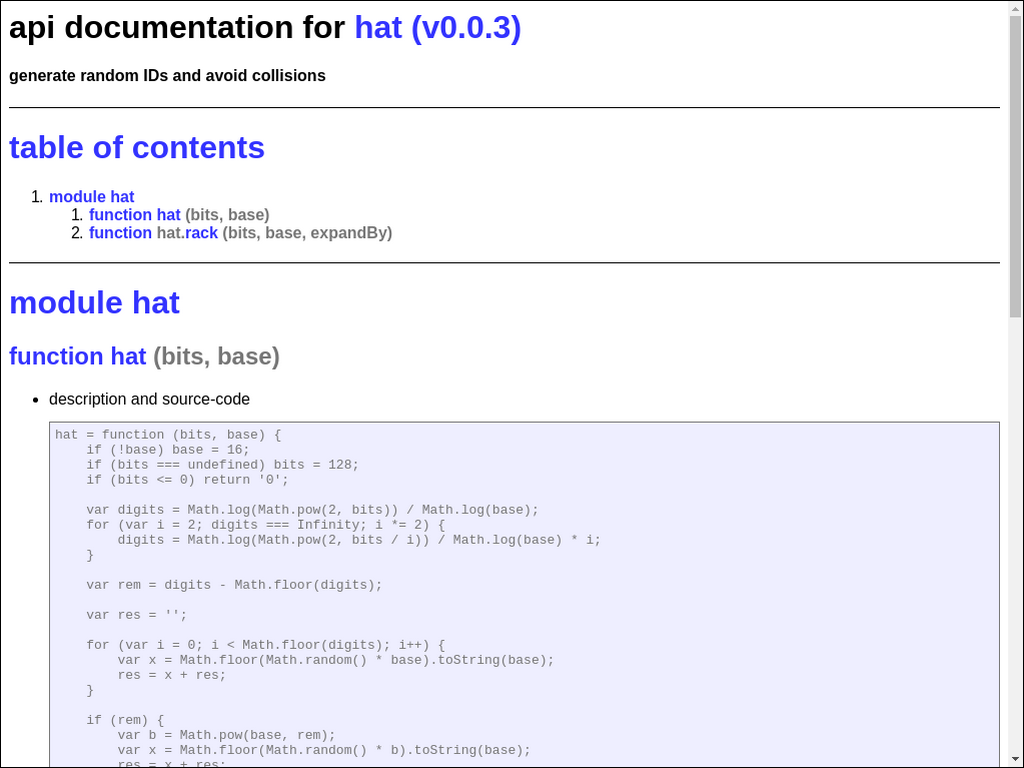 api documentation for hat (v0.0.3)
generate random IDs and avoid collisions
table of contents
1. module hat
1. function hat (bits, base)
2. function hat.rack (bits, base, expandBy)
module hat
function hat (bits, base)
• description and source-code
hat = function (bits, base) {
    if (!base) base = 16;
    if (bits === undefined) bits = 128;
    if (bits <= 0) return '0';
    var digits = Math.log(Math.pow(2, bits)) / Math.log(base);
    for (var i = 2; digits === Infinity; i *= 2) {
        digits = Math.log(Math.pow(2, bits / i)) / Math.log(base) * i;
    }
    var rem = digits - Math.floor(digits);
    var res = '';
    for (var i = 0; i < Math.floor(digits); i++) {
        var x = Math.floor(Math.random() * base).toString(base);
        res = x + res;
    }
    if (rem) {
        var b = Math.pow(base, rem);
        var x = Math.floor(Math.random() * b).toString(base);
        res = x + res;